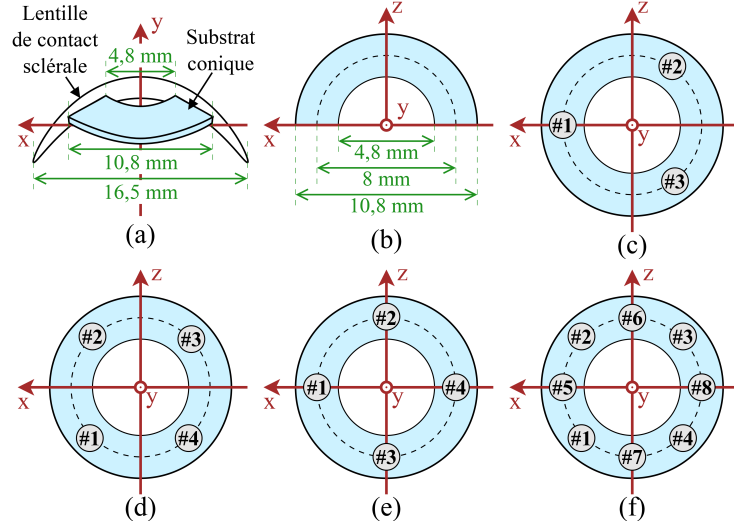 Lentille
de contact
sclérale
y
4,8 mm
Substrat
conique
x
10,8 mm
16,5 mm
(a)
z
y
x
4,8 mm
8 mm
10,8 mm
(b)
z
#2
#1
x
y
#3
(c)
z
#2
#3
x
y
#1
#4
(d)
z
#2
#1
#4
x
y
#3
(e)
z
#6
#2
#3
#5
#8
x
y
#1
#4
#7
(f)